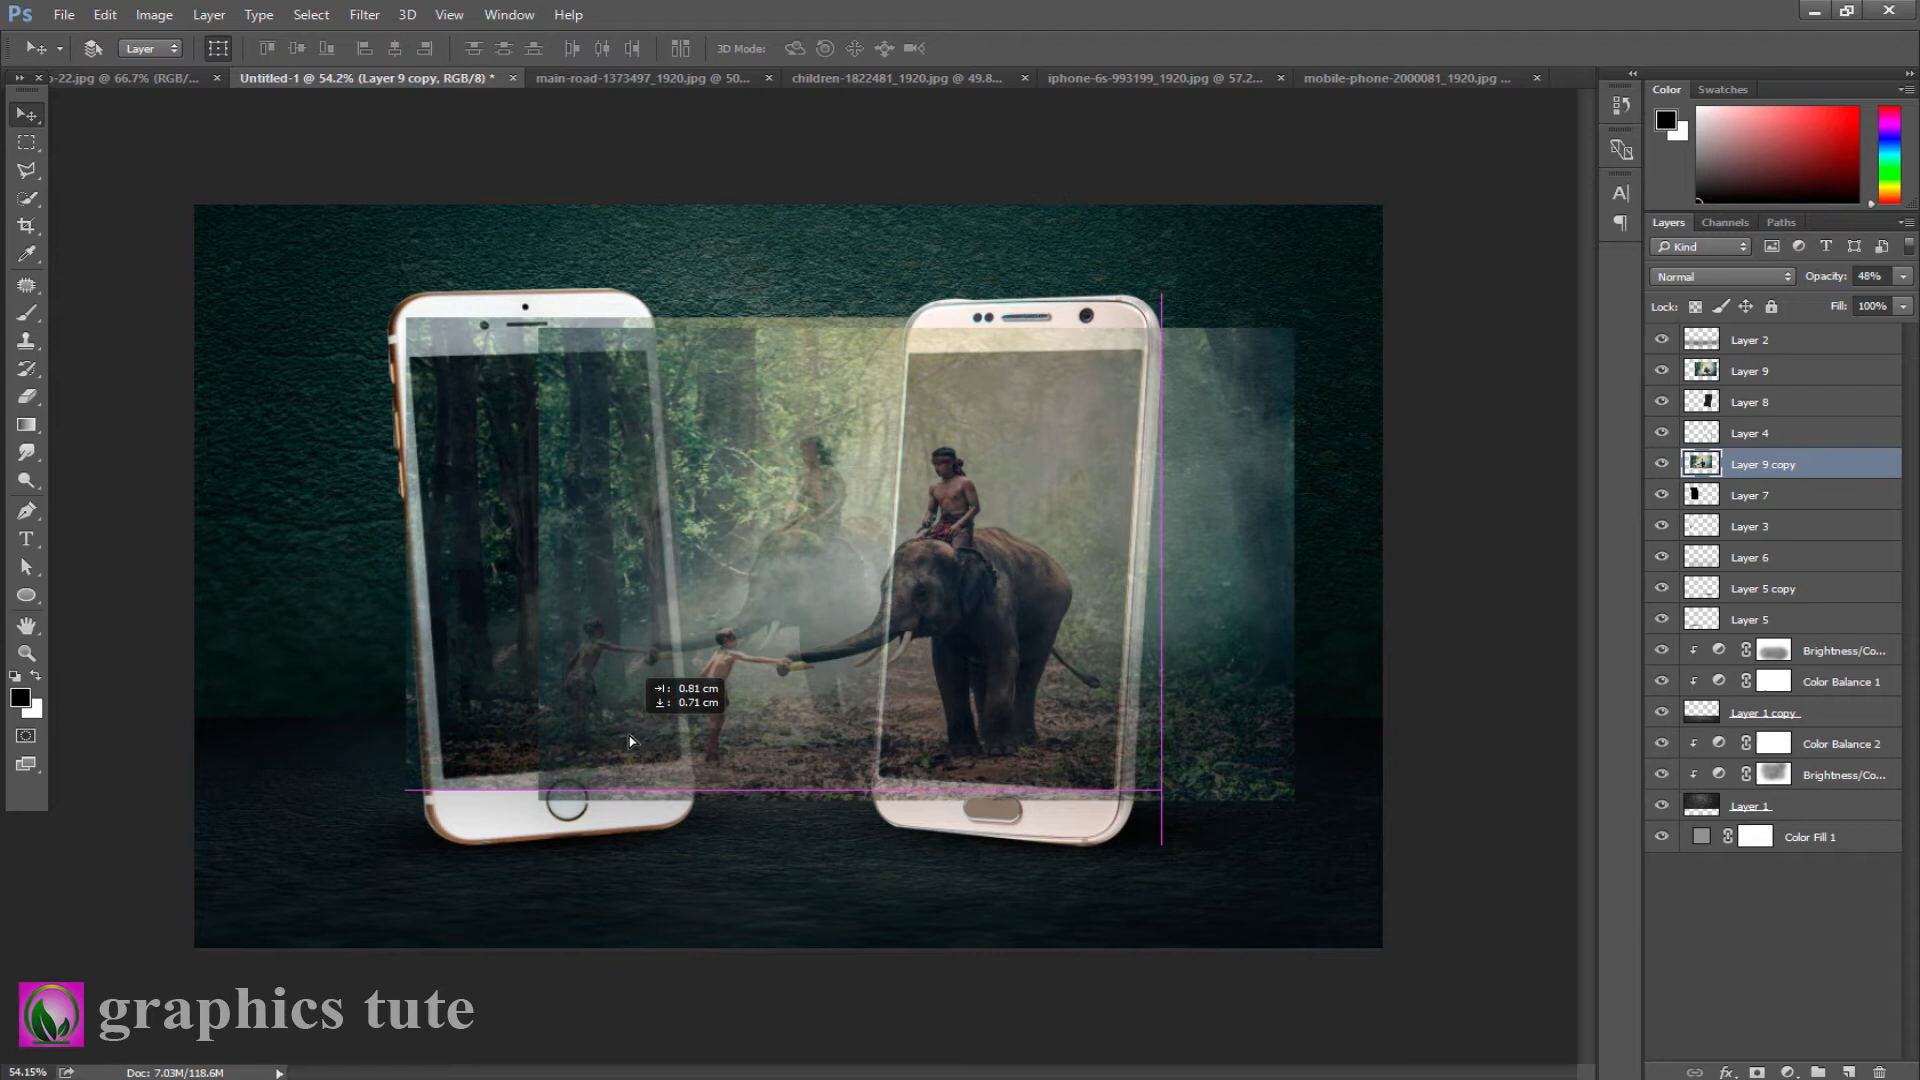 Ps File Edit Image Layer Type Select Filter 3D View Window Help
Layer 3D Mode:
o-22.jpg @ 66.7% (RGB/... × Untitled-1 @ 54.2% (Layer 9 copy, RGB/8) * × main-road-1373497_1920.jpg @ 50... × children-1822481_1920.jpg @ 49.8... × iphone-6s-993199_1920.jpg @ 57.2... × mobile-phone-2000081_1920.jpg ... ×
Color Swatches
Layers Channels Paths
Kind
Normal Opacity: 48%
Lock: Fill: 100%
Layer 2
Layer 9
Layer 8
Layer 4
Layer 9 copy
Layer 7
Layer 3
Layer 6
Layer 5 copy
Layer 5
Brightness/Co...
Color Balance 1
Layer 1 copy
Color Balance 2
Brightness/Co...
Layer 1
Color Fill 1
: 0.81 cm
: 0.71 cm
graphics tute
54.15% Doc: 7.03M/118.6M